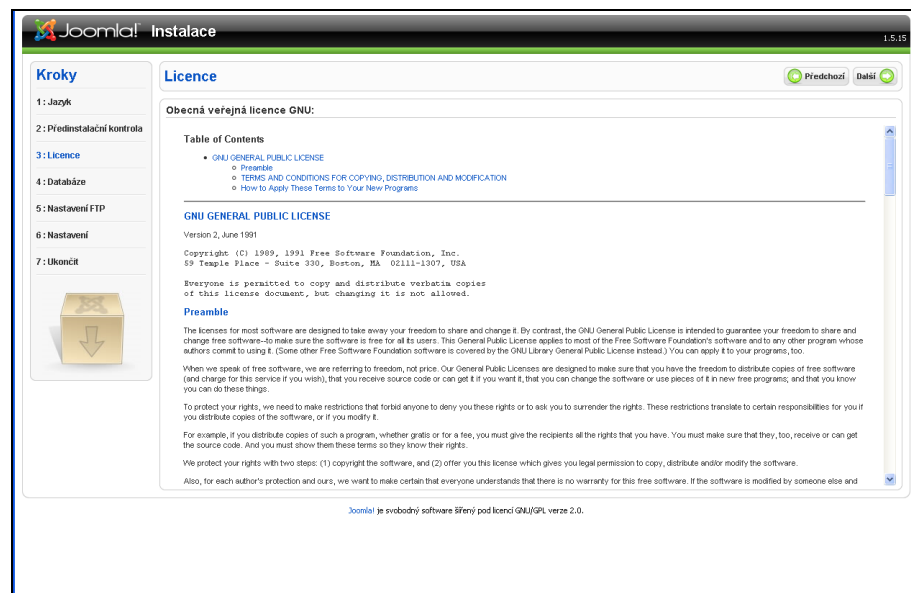 Joomla! Instalace
1.5.15
Kroky
1 : Jazyk
2 : Předinstalační kontrola
3 : Licence
4 : Databáze
5 : Nastavení FTP
6 : Nastavení
7 : Ukončit
Licence
Předchozí
Další
Obecná veřejná licence GNU:
Table of Contents
GNU GENERAL PUBLIC LICENSE
Preamble
TERMS AND CONDITIONS FOR COPYING, DISTRIBUTION AND MODIFICATION
How to Apply These Terms to Your New Programs
GNU GENERAL PUBLIC LICENSE
Version 2, June 1991
Copyright (C) 1989, 1991 Free Software Foundation, Inc.
59 Temple Place - Suite 330, Boston, MA  02111-1307, USA
Everyone is permitted to copy and distribute verbatim copies
of this license document, but changing it is not allowed.
Preamble
The licenses for most software are designed to take away your freedom to share and change it. By contrast, the GNU General Public License is intended to guarantee your freedom to share and
change free software--to make sure the software is free for all its users. This General Public License applies to most of the Free Software Foundation's software and to any other program whose
authors commit to using it. (Some other Free Software Foundation software is covered by the GNU Library General Public License instead.) You can apply it to your programs, too.
When we speak of free software, we are referring to freedom, not price. Our General Public Licenses are designed to make sure that you have the freedom to distribute copies of free software
(and charge for this service if you wish), that you receive source code or can get it if you want it, that you can change the software or use pieces of it in new free programs; and that you know
you can do these things.
To protect your rights, we need to make restrictions that forbid anyone to deny you these rights or to ask you to surrender the rights. These restrictions translate to certain responsibilities for you if
you distribute copies of the software, or if you modify it.
For example, if you distribute copies of such a program, whether gratis or for a fee, you must give the recipients all the rights that you have. You must make sure that they, too, receive or can get
the source code. And you must show them these terms so they know their rights.
We protect your rights with two steps: (1) copyright the software, and (2) offer you this license which gives you legal permission to copy, distribute and/or modify the software.
Also, for each author's protection and ours, we want to make certain that everyone understands that there is no warranty for this free software. If the software is modified by someone else and
Joomla! je svobodný software šířený pod licencí GNU/GPL verze 2.0.